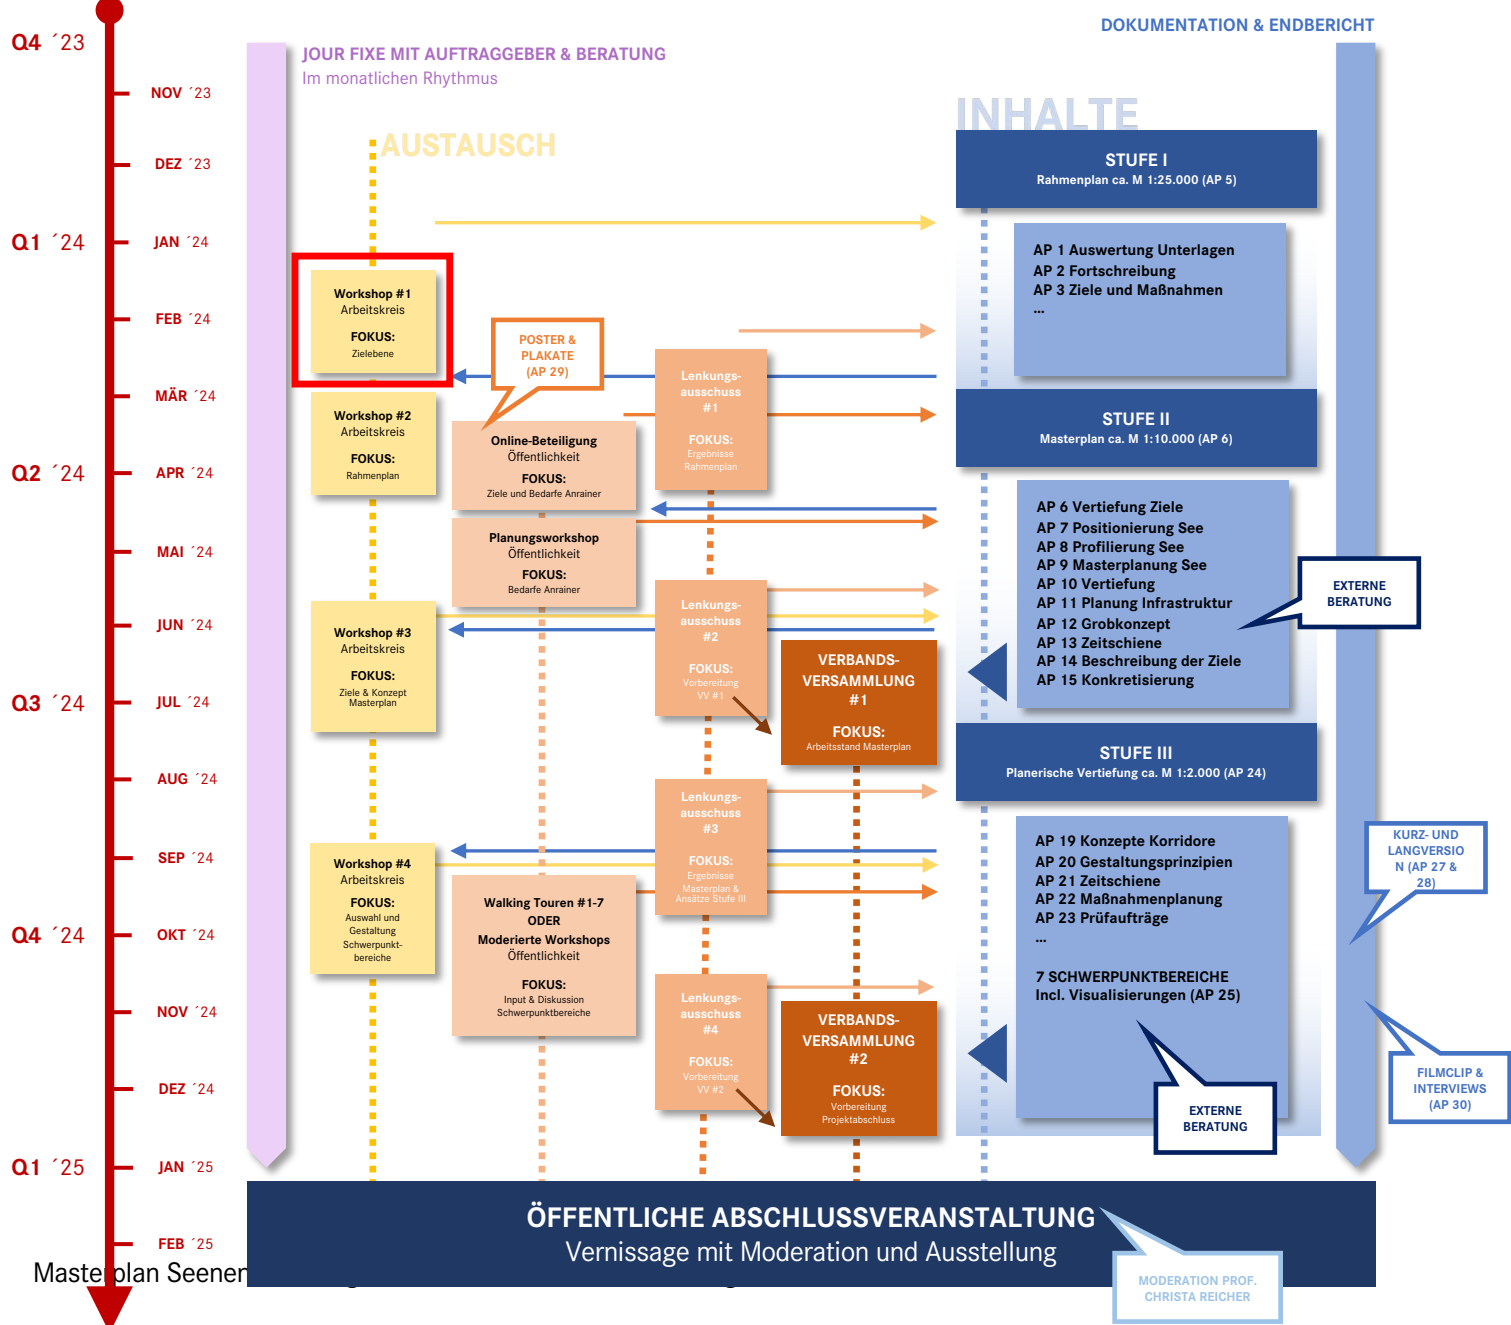 DOKUMENTATION & ENDBERICHT
Q4 ´23
JOUR FIXE MIT AUFTRAGGEBER & BERATUNG
Im monatlichen Rhythmus
NOV ´23
INHALTE
AUSTAUSCH
DEZ ´23
STUFE I
Rahmenplan ca. M 1:25.000 (AP 5)
Q1 ´24
JAN ´24
AP 1 Auswertung Unterlagen
AP 2 Fortschreibung
AP 3 Ziele und Maßnahmen
...
Workshop #1
Arbeitskreis
FOKUS:
Zielebene
FEB ´24
POSTER &
PLAKATE
(AP 29)
Lenkungs-
ausschuss
#1
FOKUS:
Ergebnisse
Rahmenplan
MÄR ´24
Workshop #2
Arbeitskreis
FOKUS:
Rahmenplan
STUFE II
Masterplan ca. M 1:10.000 (AP 6)
Online-Beteiligung
Öffentlichkeit
FOKUS:
Ziele und Bedarfe Anrainer
Q2 ´24
APR ´24
AP 6 Vertiefung Ziele
AP 7 Positionierung See
AP 8 Profilierung See
AP 9 Masterplanung See
AP 10 Vertiefung
AP 11 Planung Infrastruktur
AP 12 Grobkonzept
AP 13 Zeitschiene
AP 14 Beschreibung der Ziele
AP 15 Konkretisierung
Planungsworkshop
Öffentlichkeit
FOKUS:
Bedarfe Anrainer
MAI ´24
EXTERNE
BERATUNG
Lenkungs-
ausschuss
#2
FOKUS:
Vorbereitung
VV #1
JUN ´24
Workshop #3
Arbeitskreis
FOKUS:
Ziele & Konzept
Masterplan
VERBANDS-
VERSAMMLUNG
#1
FOKUS:
Arbeitsstand Masterplan
Q3 ´24
JUL ´24
STUFE III
Planerische Vertiefung ca. M 1:2.000 (AP 24)
AUG ´24
Lenkungs-
ausschuss
#3
FOKUS:
Ergebnisse
Masterplan &
Ansätze Stufe III
AP 19 Konzepte Korridore
AP 20 Gestaltungsprinzipien
AP 21 Zeitschiene
AP 22 Maßnahmenplanung
AP 23 Prüfaufträge
...
7 SCHWERPUNKTBEREICHE
Incl. Visualisierungen (AP 25)
KURZ- UND
LANGVERSIO
N (AP 27 &
28)
SEP ´24
Workshop #4
Arbeitskreis
FOKUS:
Auswahl und
Gestaltung
Schwerpunkt-
bereiche
Walking Touren #1-7
ODER
Moderierte Workshops
Öffentlichkeit
FOKUS:
Input & Diskussion
Schwerpunktbereiche
Q4 ´24
OKT ´24
Lenkungs-
ausschuss
#4
FOKUS:
Vorbereitung
VV #2
NOV ´24
VERBANDS-
VERSAMMLUNG
#2
FOKUS:
Vorbereitung
Projektabschluss
DEZ ´24
FILMCLIP &
INTERVIEWS
(AP 30)
EXTERNE
BERATUNG
Q1 ´25
JAN ´25
ÖFFENTLICHE ABSCHLUSSVERANSTALTUNG
Vernissage mit Moderation und Ausstellung
FEB ´25
Masterplan Seenen
MODERATION PROF.
CHRISTA REICHER